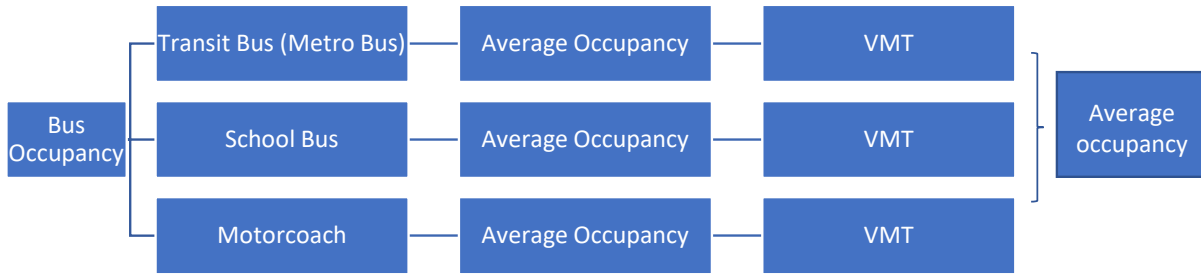 Transit Bus (Metro Bus)
Average Occupancy
VMT
Bus
Occupancy
School Bus
Average Occupancy
VMT
Average
occupancy
Motorcoach
Average Occupancy
VMT